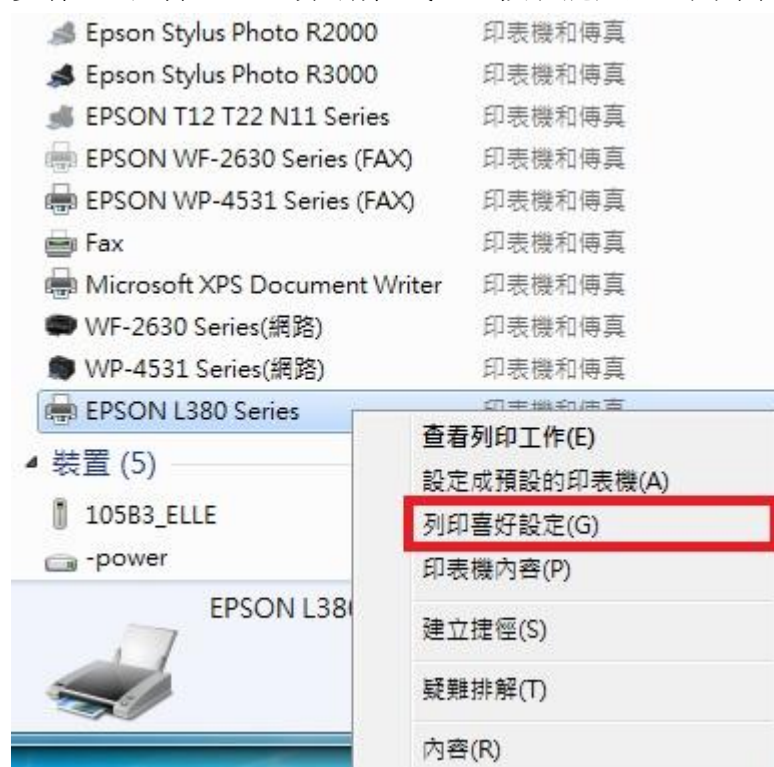 Epson Stylus Photo R2000 印表機和傳真
Epson Stylus Photo R3000 印表機和傳真
EPSON T12 T22 N11 Series 印表機和傳真
EPSON WF-2630 Series (FAX) 印表機和傳真
EPSON WP-4531 Series (FAX) 印表機和傳真
Fax 印表機和傳真
Microsoft XPS Document Writer 印表機和傳真
WF-2630 Series(網路) 印表機和傳真
WP-4531 Series(網路) 印表機和傳真
EPSON L380 Series
查看列印工作(E)
裝置 (5)
設定成預設的印表機(A)
105B3_ELLE
列印喜好設定(G)
-power
印表機內容(P)
EPSON L38
建立捷徑(S)
疑難排解(T)
內容(R)